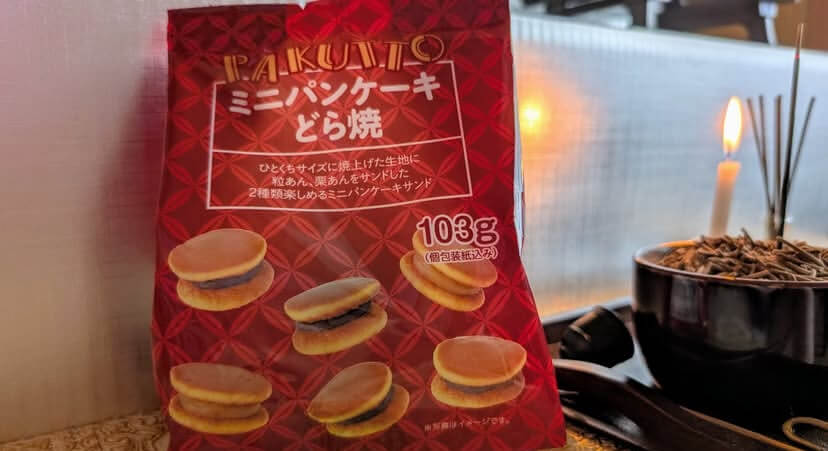 PAKUTTO
ミニパンケーキ
どら焼
ひとくちサイズに焼上げた生地に
粒あん、栗あんをサンドした
2種類楽しめるミニパンケーキサンド
103g
(個包装紙込み)
※写真はイメージです。